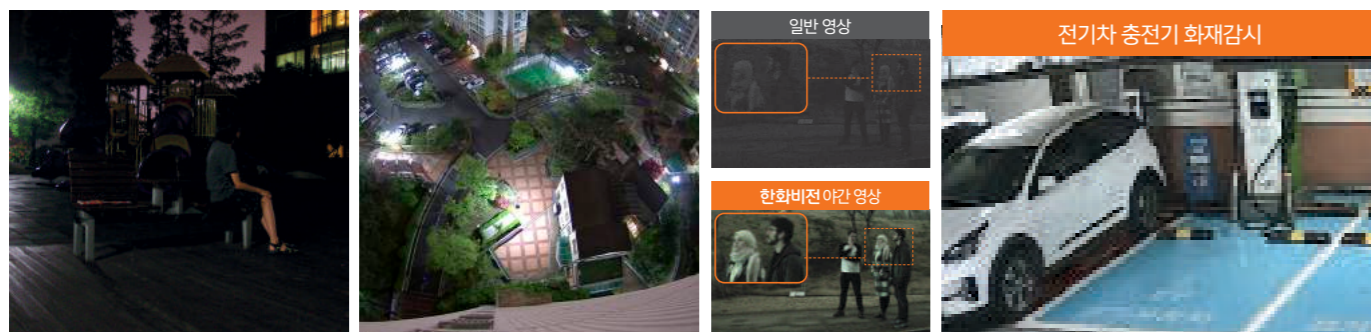 일반 영상
한화비전 야간 영상
전기차 충전기 화재감시